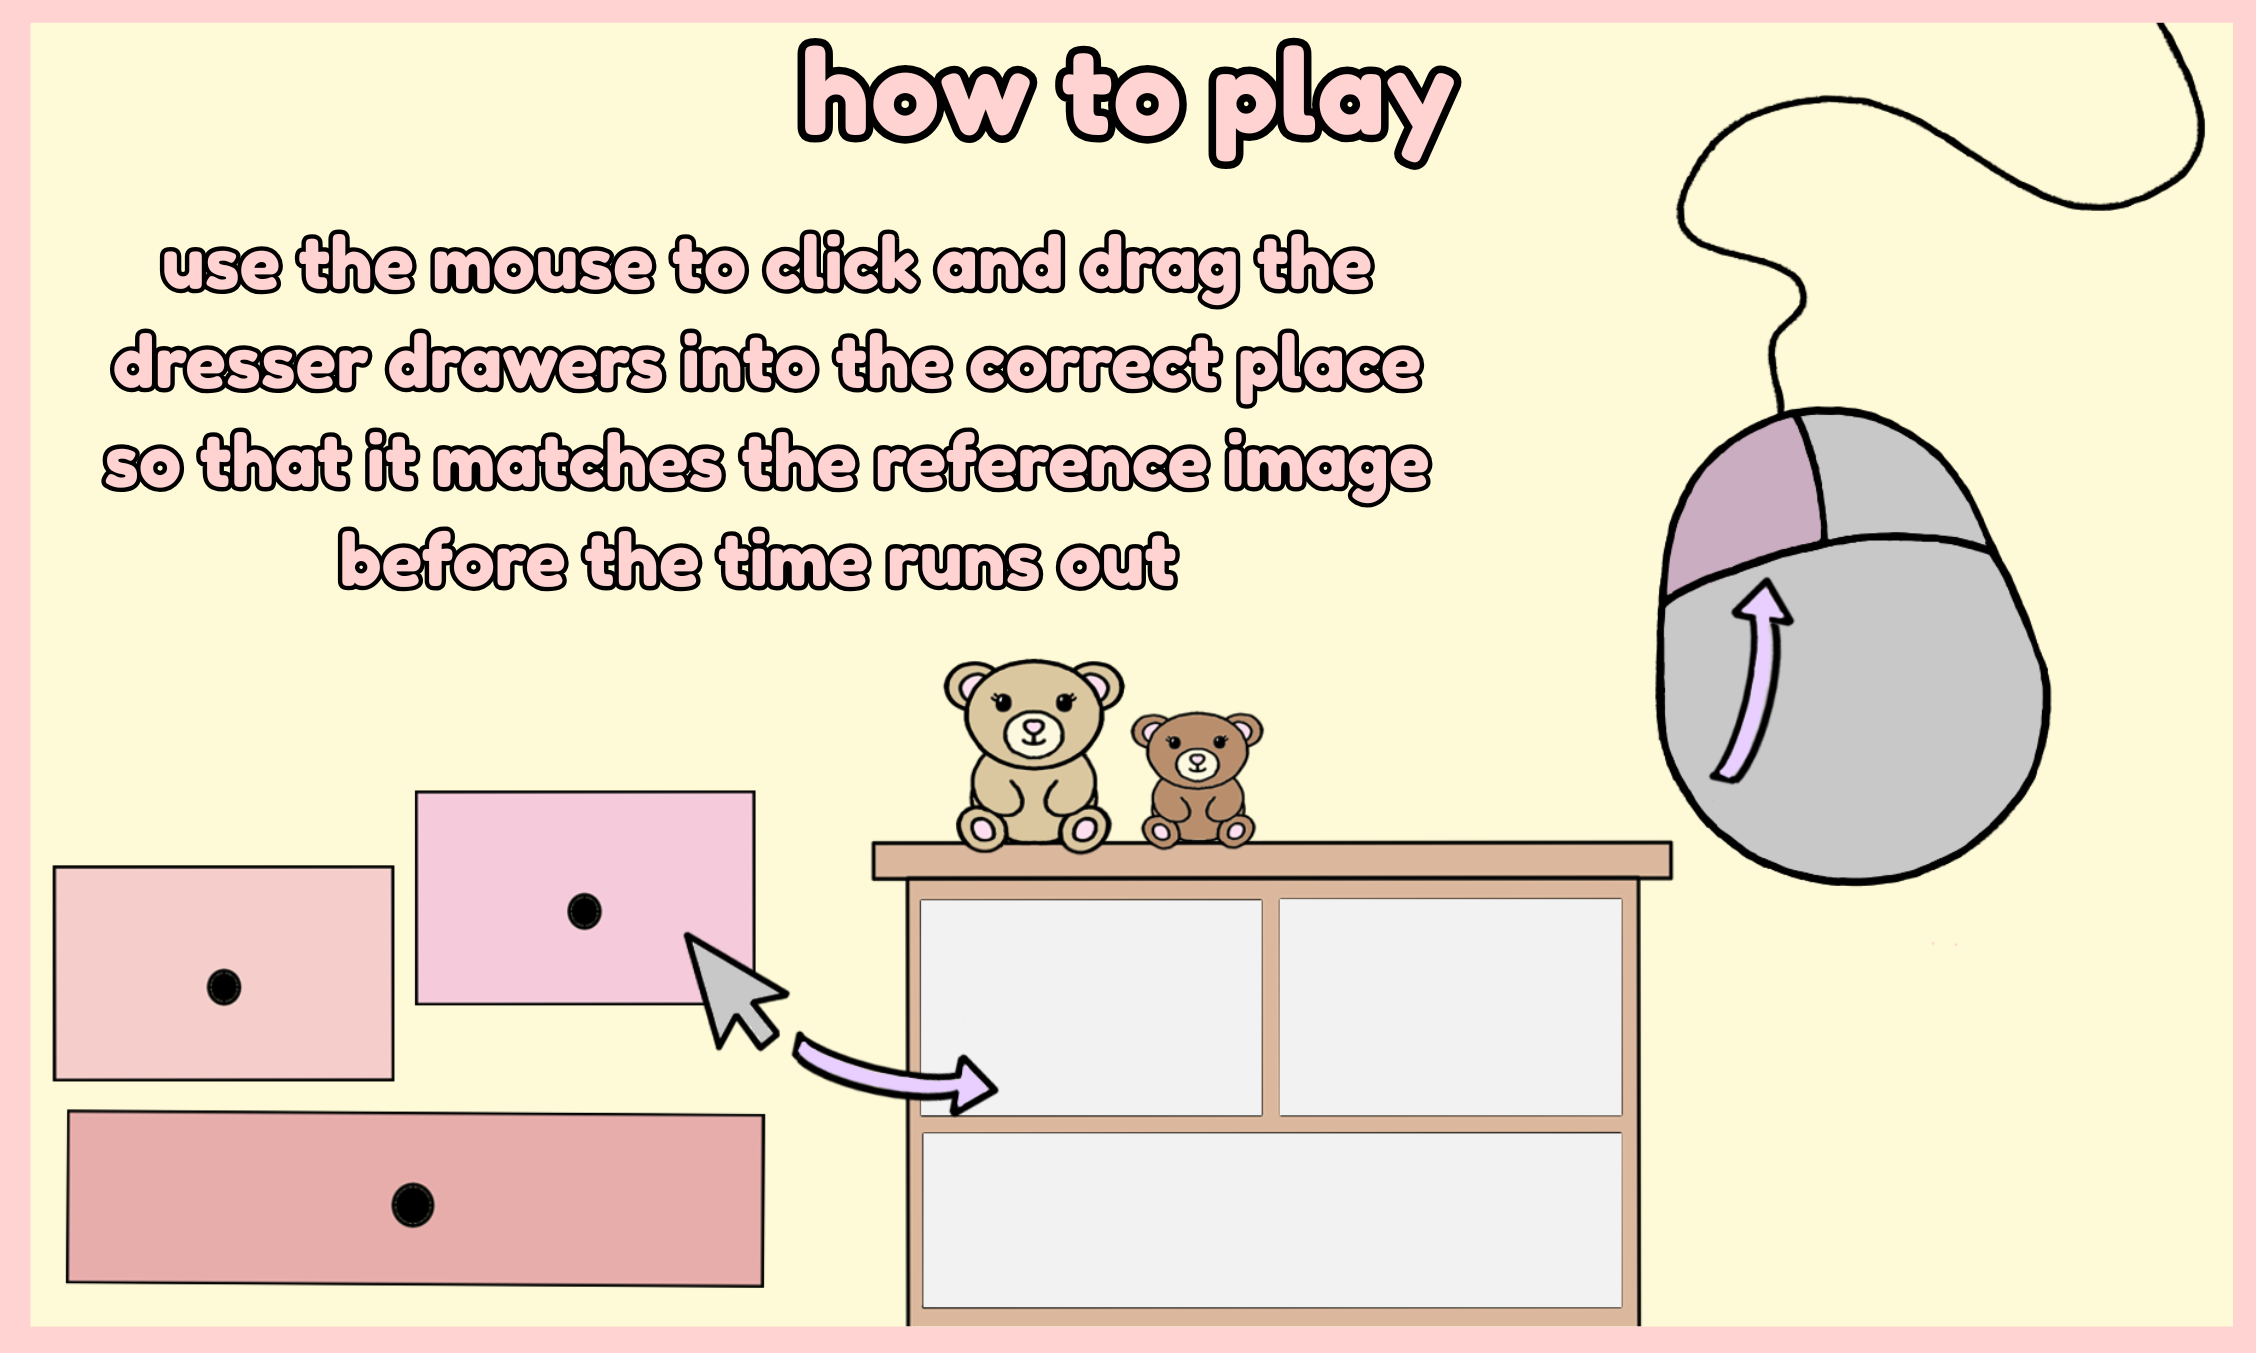 how to play
use the mouse to click and drag the
dresser drawers into the correct place
so that it matches the reference image
before the time runs out